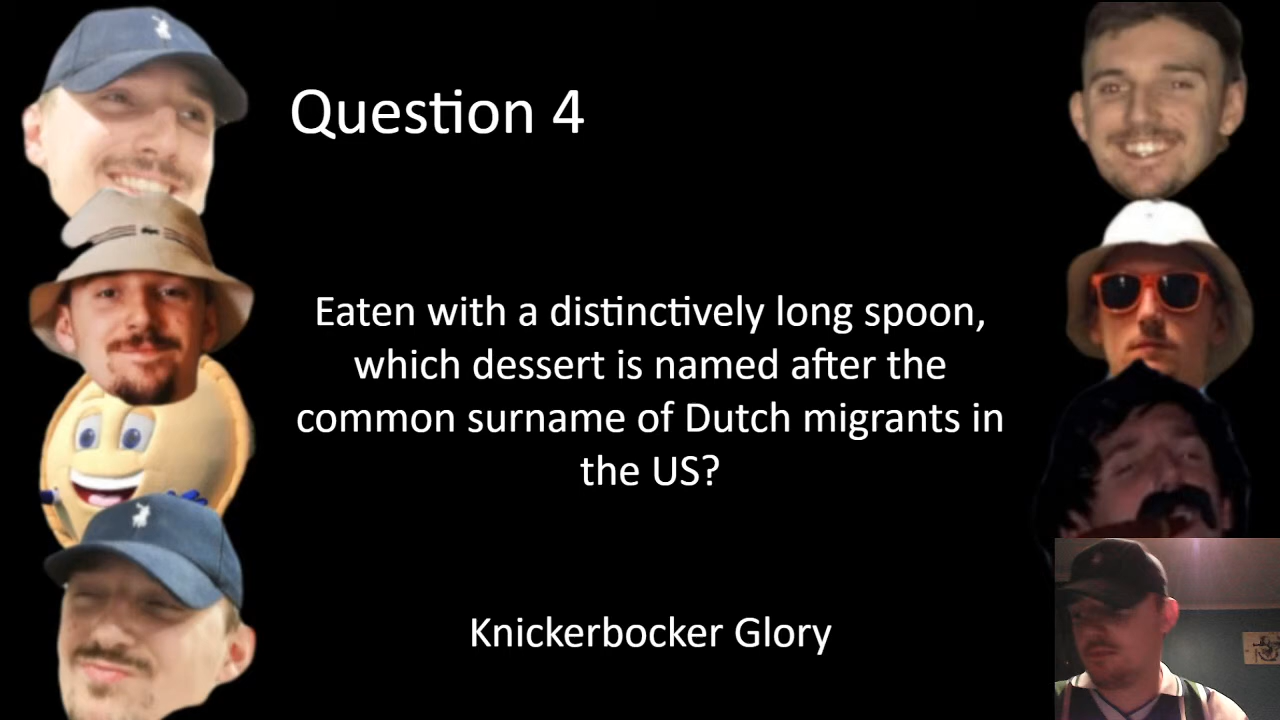 Question 4
Eaten with a distinctively long spoon,
which dessert is named after the
common surname of Dutch migrants in
the US?
Knickerbocker Glory